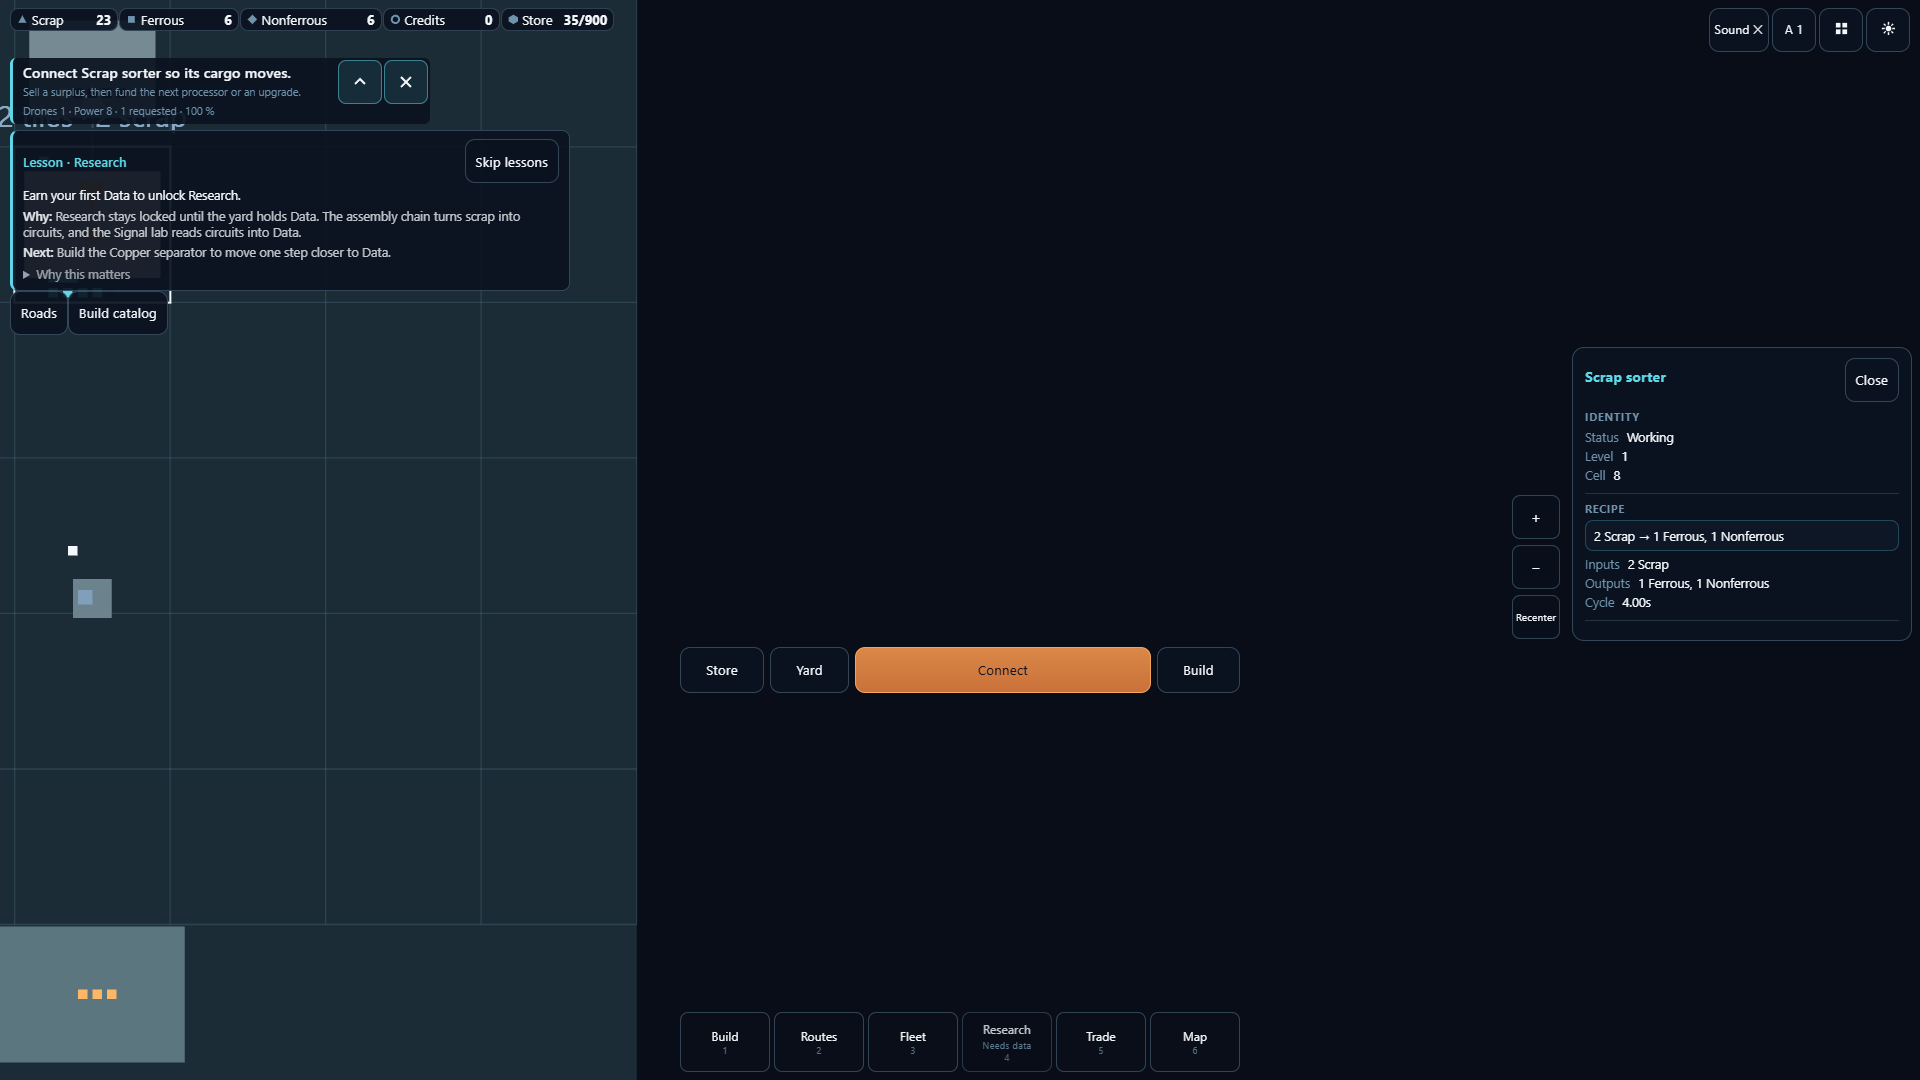 Scrap 23 Ferrous 6 Nonferrous 6 Credits 0 Store 35/900
Sound A 1
Connect Scrap sorter so its cargo moves.
Sell a surplus, then fund the next processor or an upgrade.
Drones 1 · Power 8 · 1 requested · 100 %
Lesson · Research
Skip lessons
Earn your first Data to unlock Research.
Why: Research stays locked until the yard holds Data. The assembly chain turns scrap into
circuits, and the Signal lab reads circuits into Data.
Next: Build the Copper separator to move one step closer to Data.
Why this matters
Roads Build catalog
Scrap sorter
Close
IDENTITY
Status Working
Level 1
Cell 8
RECIPE
2 Scrap → 1 Ferrous, 1 Nonferrous
Inputs 2 Scrap
Outputs 1 Ferrous, 1 Nonferrous
Cycle 4.00s
+
−
Recenter
Store Yard Connect Build
Build 1
Routes 2
Fleet 3
Research Needs data 4
Trade 5
Map 6